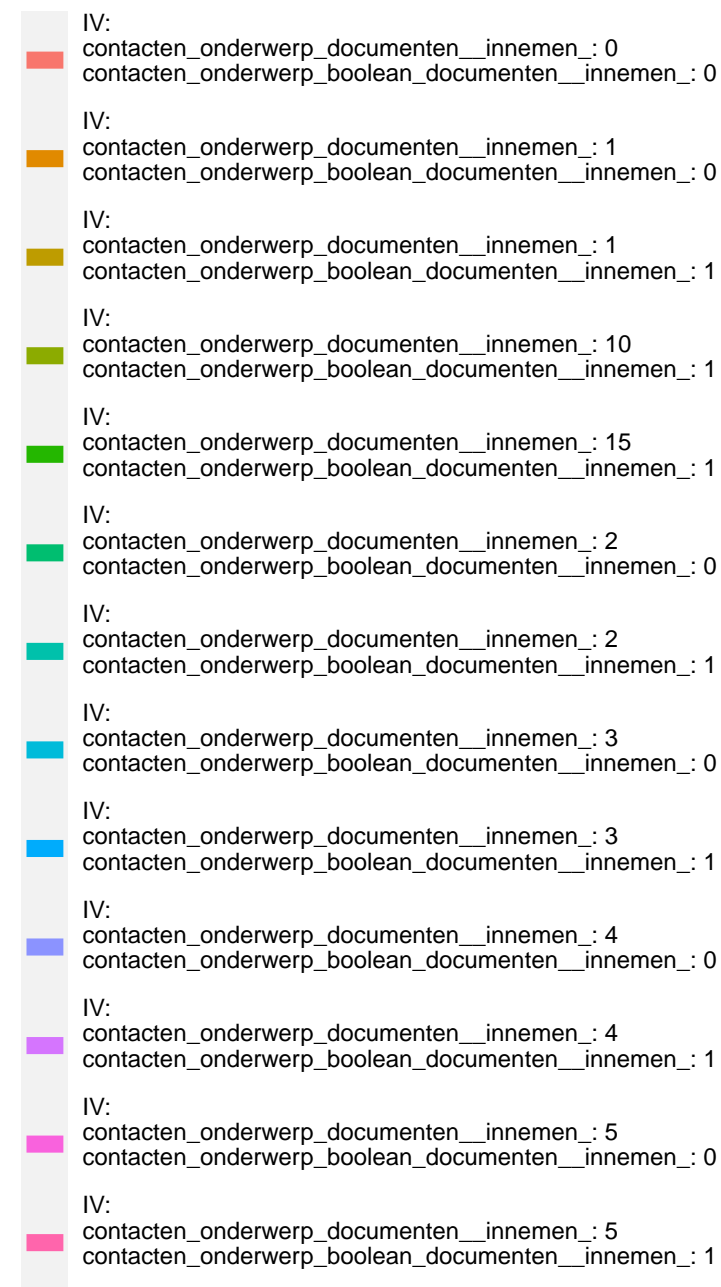 IV:
contacten_onderwerp_documenten__innemen_: 0
contacten_onderwerp_boolean_documenten__innemen_: 0
IV:
contacten_onderwerp_documenten__innemen_: 1
contacten_onderwerp_boolean_documenten__innemen_: 0
IV:
contacten_onderwerp_documenten__innemen_: 1
contacten_onderwerp_boolean_documenten__innemen_: 1
IV:
contacten_onderwerp_documenten__innemen_: 10
contacten_onderwerp_boolean_documenten__innemen_: 1
IV:
contacten_onderwerp_documenten__innemen_: 15
contacten_onderwerp_boolean_documenten__innemen_: 1
IV:
contacten_onderwerp_documenten__innemen_: 2
contacten_onderwerp_boolean_documenten__innemen_: 0
IV:
contacten_onderwerp_documenten__innemen_: 2
contacten_onderwerp_boolean_documenten__innemen_: 1
IV:
contacten_onderwerp_documenten__innemen_: 3
contacten_onderwerp_boolean_documenten__innemen_: 0
IV:
contacten_onderwerp_documenten__innemen_: 3
contacten_onderwerp_boolean_documenten__innemen_: 1
IV:
contacten_onderwerp_documenten__innemen_: 4
contacten_onderwerp_boolean_documenten__innemen_: 0
IV:
contacten_onderwerp_documenten__innemen_: 4
contacten_onderwerp_boolean_documenten__innemen_: 1
IV:
contacten_onderwerp_documenten__innemen_: 5
contacten_onderwerp_boolean_documenten__innemen_: 0
IV:
contacten_onderwerp_documenten__innemen_: 5
contacten_onderwerp_boolean_documenten__innemen_: 1